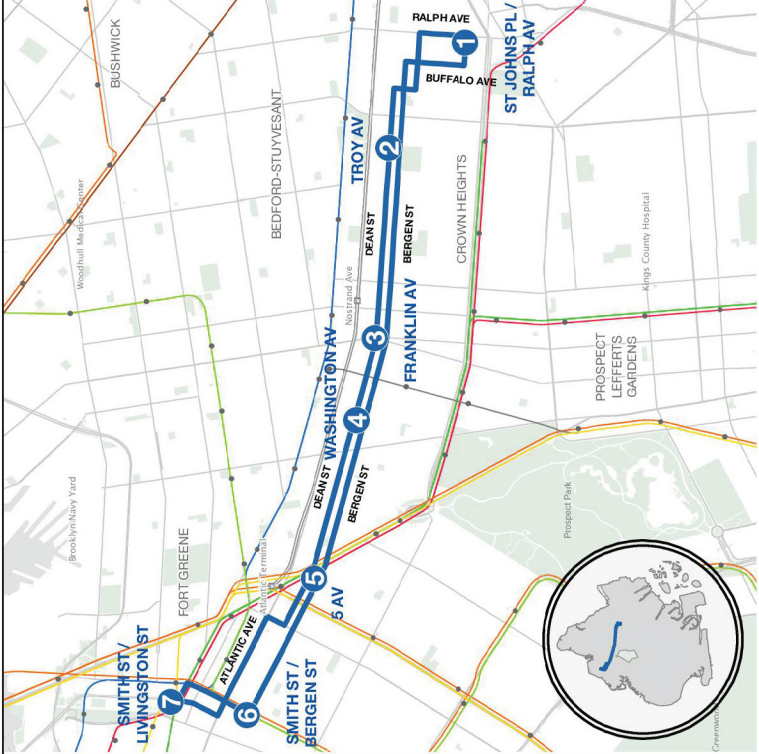 RALPH AVE
1
ST JOHNS PL /
RALPH AV
BUFFALO AVE
BUSHWICK
BEDFORD-STUYVESANT
TROY AV
2
DEAN ST
BERGEN ST
CROWN HEIGHTS
Woodhull Medical Center
Kings County Hospital
Nostrand Ave
3
FRANKLIN AV
WASHINGTON AV
4
PROSPECT
LEFFERTS
GARDENS
DEAN ST
BERGEN ST
Brooklyn Navy Yard
Prospect Park
FORT GREENE
Atlantic Terminal
5
5 AV
ATLANTIC AVE
SMITH ST /
LIVINGSTON ST
7
6
SMITH ST /
BERGEN ST